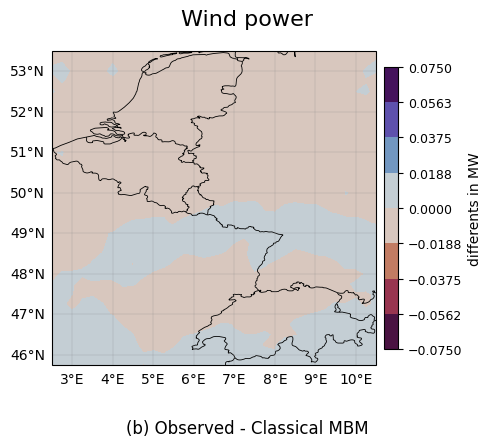 Wind power
53°N
52°N
51°N
50°N
49°N
48°N
47°N
46°N
3°E 4°E 5°E 6°E 7°E 8°E 9°E 10°E
0.0750
0.0563
0.0375
0.0188
0.0000
−0.0188
−0.0375
−0.0562
−0.0750
differents in MW
(b) Observed - Classical MBM